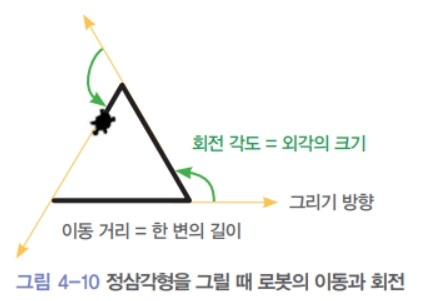 회전 각도 = 외각의 크기
그리기 방향
이동 거리 = 한 변의 길이
그림 4-10 정삼각형을 그릴 때 로봇의 이동과 회전